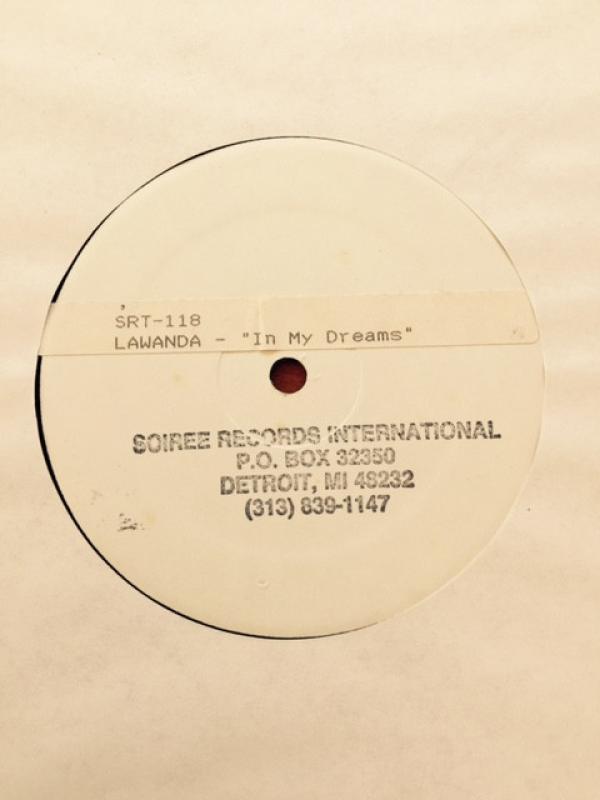 SRT-118
LAWANDA - "In My Dreams"
SOIREE RECORDS INTERNATIONAL
P.O. BOX 32350
DETROIT, MI 48232
(313) 839-1147